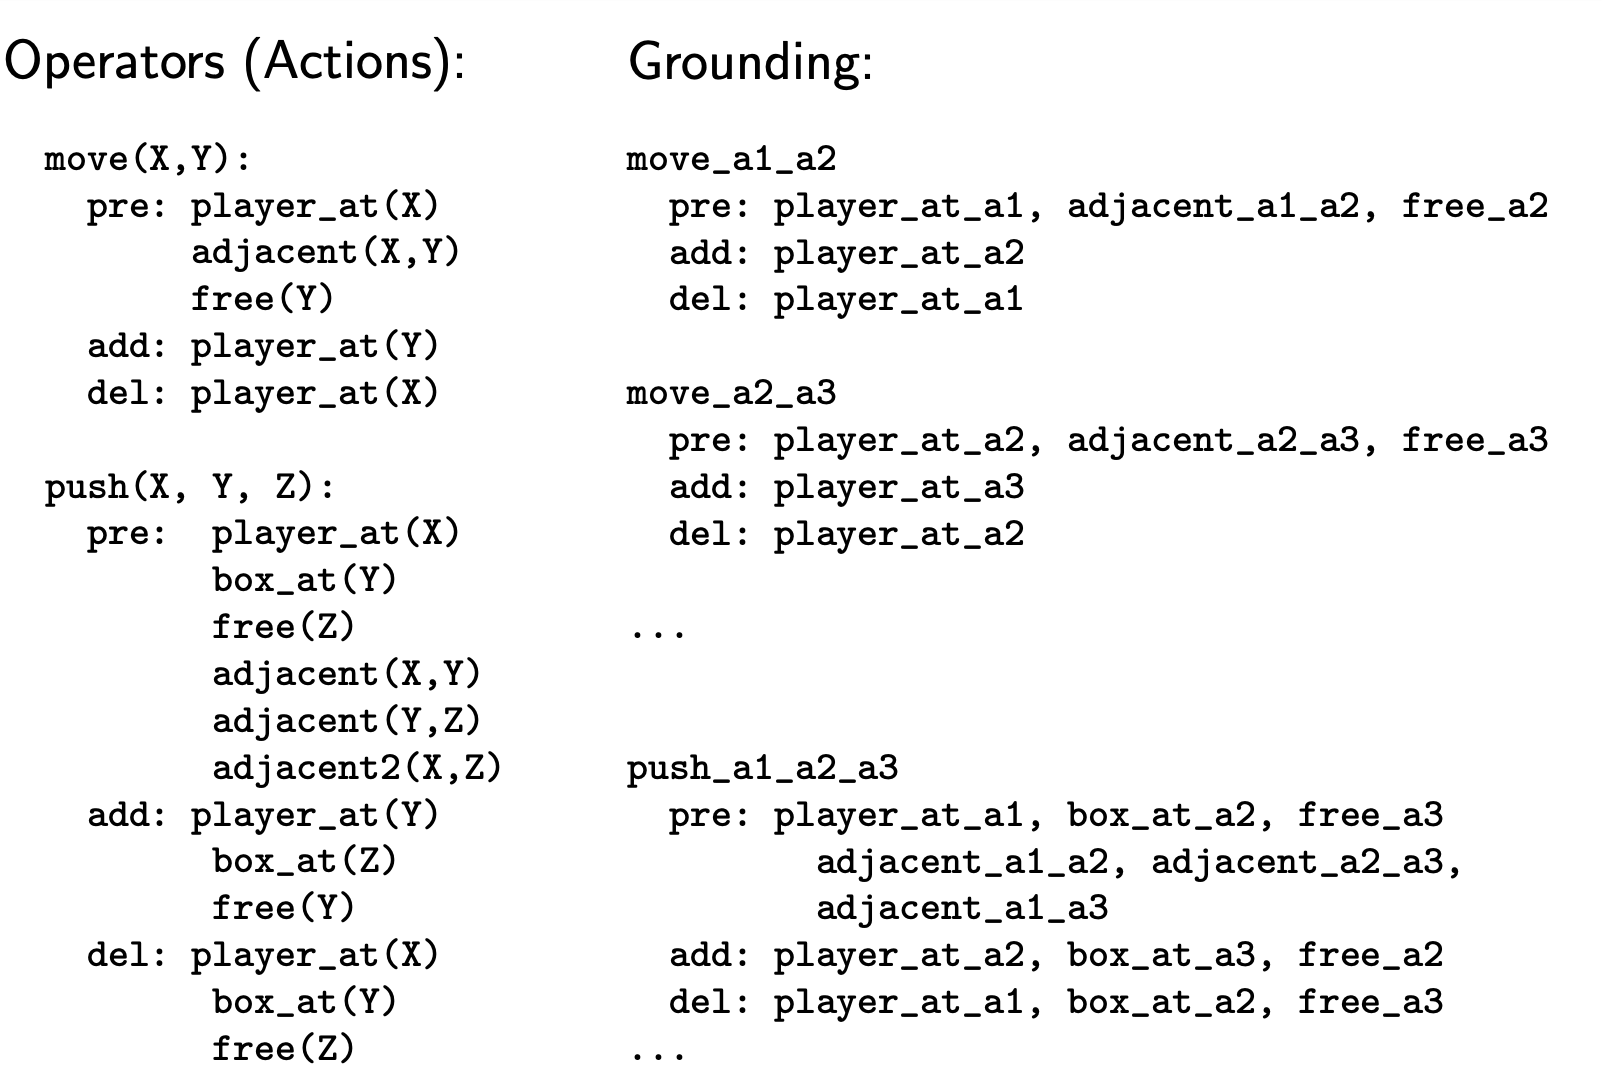 Operators (Actions):
move(X,Y):
pre: player_at(X)
adjacent(X,Y)
free(Y)
add: player_at(Y)
del: player_at(X)
push(X, Y, Z):
pre: player_at(X)
box_at(Y)
free(Z)
adjacent(X,Y)
adjacent(Y,Z)
adjacent2(X,Z)
add: player_at(Y)
box_at(Z)
free(Y)
del: player_at(X)
box_at(Y)
free(Z)
Grounding:
move_a1_a2
pre: player_at_a1, adjacent_a1_a2, free_a2
add: player_at_a2
del: player_at_a1
move_a2_a3
pre: player_at_a2, adjacent_a2_a3, free_a3
add: player_at_a3
del: player_at_a2
...
push_a1_a2_a3
pre: player_at_a1, box_at_a2, free_a3
adjacent_a1_a2, adjacent_a2_a3,
adjacent_a1_a3
add: player_at_a2, box_at_a3, free_a2
del: player_at_a1, box_at_a2, free_a3
...